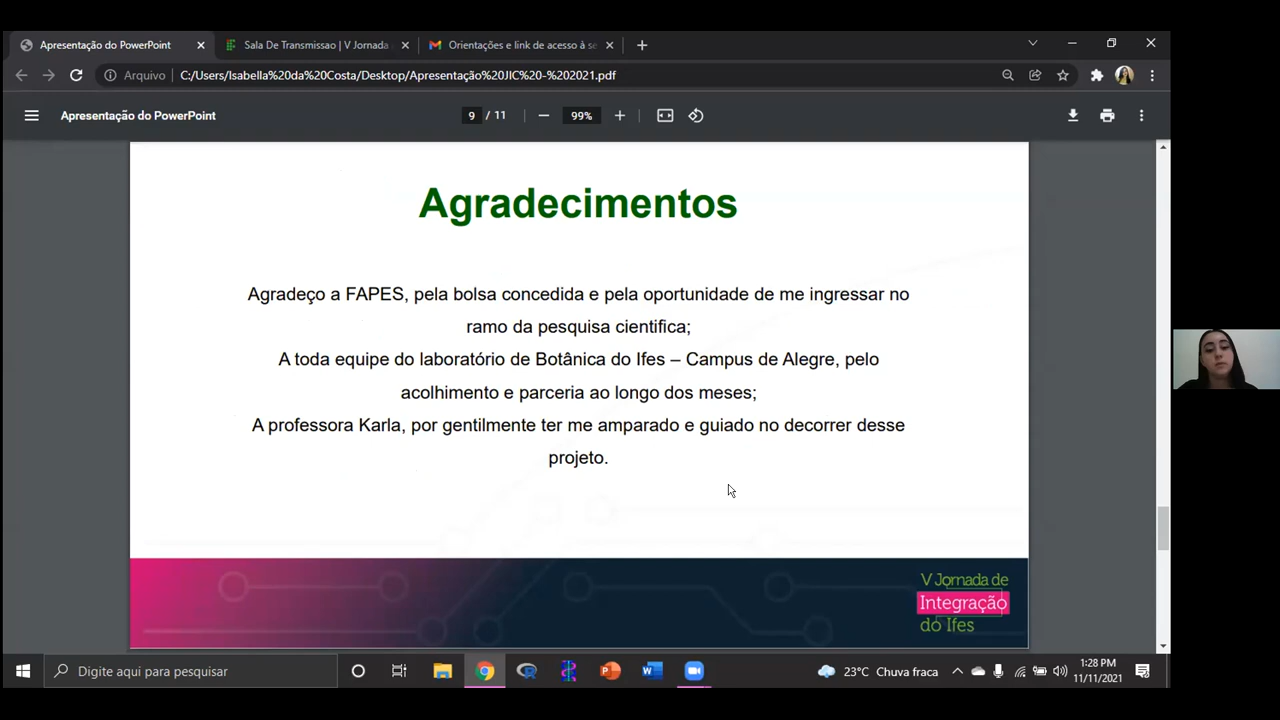 Apresentação do PowerPoint
Sala De Transmissao | V Jornada
Orientações e link de acesso à se
Arquivo
C:/Users/Isabella%20da%20Costa/Desktop/Apresentação%20JIC%20-%202021.pdf
Apresentação do PowerPoint
9 / 11
99%
Agradecimentos
Agradeço a FAPES, pela bolsa concedida e pela oportunidade de me ingressar no
ramo da pesquisa cientifica;
A toda equipe do laboratório de Botânica do Ifes – Campus de Alegre, pelo
acolhimento e parceria ao longo dos meses;
A professora Karla, por gentilmente ter me amparado e guiado no decorrer desse
projeto.
V Jornada de
Integração
do Ifes
Digite aqui para pesquisar
23°C Chuva fraca
1:28 PM
11/11/2021